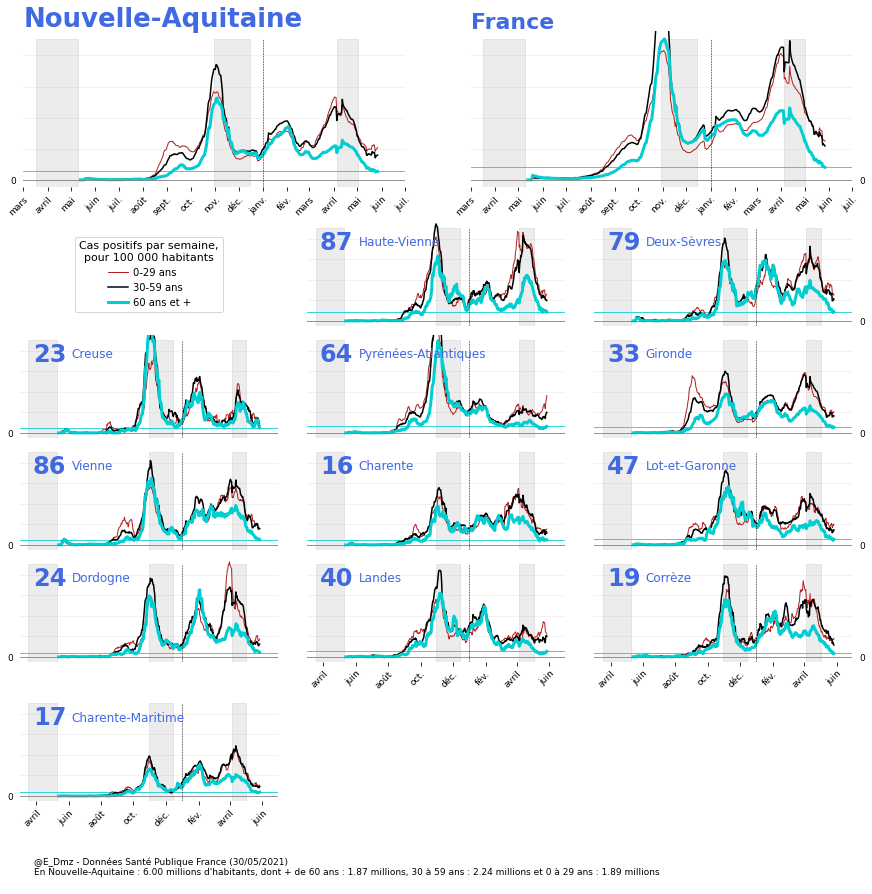 Nouvelle-Aquitaine
France
0
0
mars avril mai juin juil. août sept. oct. nov. déc. janv. fév. mars avril mai juin juil.
mars avril mai juin juil. août sept. oct. nov. déc. janv. fév. mars avril mai juin juil.
Cas positifs par semaine,
pour 100 000 habitants
0-29 ans
30-59 ans
60 ans et +
87 Haute-Vienne
79 Deux-Sèvres
0
23 Creuse
0
64 Pyrénées-Atlantiques
33 Gironde
0
86 Vienne
0
16 Charente
47 Lot-et-Garonne
0
24 Dordogne
0
40 Landes
19 Corrèze
0
avril juin août oct. déc. fév. avril juin
avril juin août oct. déc. fév. avril juin
17 Charente-Maritime
0
avril juin août oct. déc. fév. avril juin
@E_Dmz - Données Santé Publique France (30/05/2021)
En Nouvelle-Aquitaine : 6.00 millions d'habitants, dont + de 60 ans : 1.87 millions, 30 à 59 ans : 2.24 millions et 0 à 29 ans : 1.89 millions